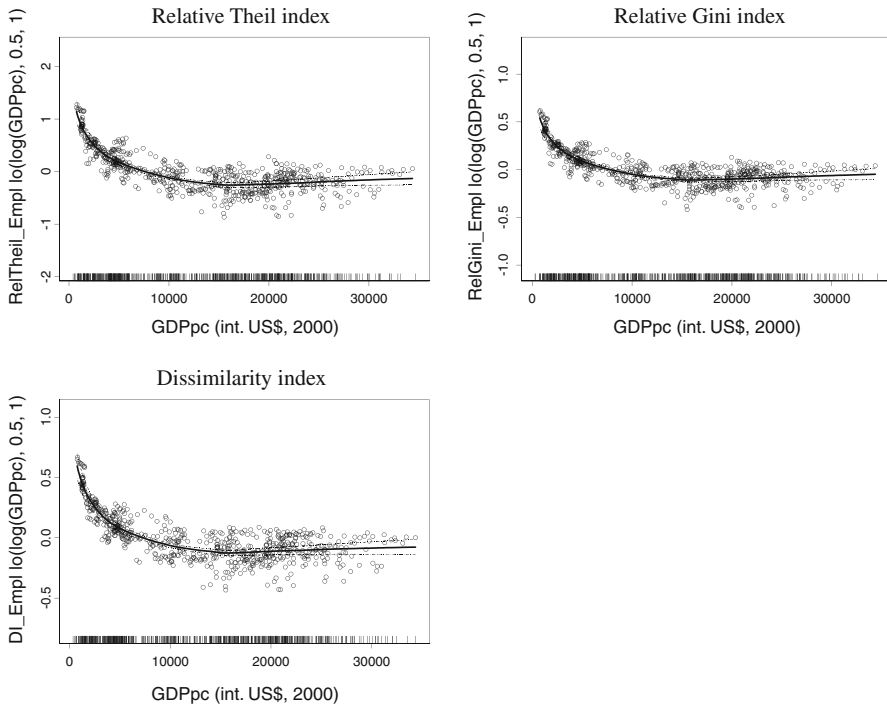 Relative Theil index
RelTheil_Empl lo(log(GDPpc), 0.5, 1)
2
1
0
-1
-2
0 10000 20000 30000
GDPpc (int. US$, 2000)
Relative Gini index
RelGini_Empl lo(log(GDPpc), 0.5, 1)
1.0
0.5
0.0
-0.5
-1.0
0 10000 20000 30000
GDPpc (int. US$, 2000)
Dissimilarity index
DI_Empl lo(log(GDPpc), 0.5, 1)
1.0
0.5
0.0
-0.5
0 10000 20000 30000
GDPpc (int. US$, 2000)